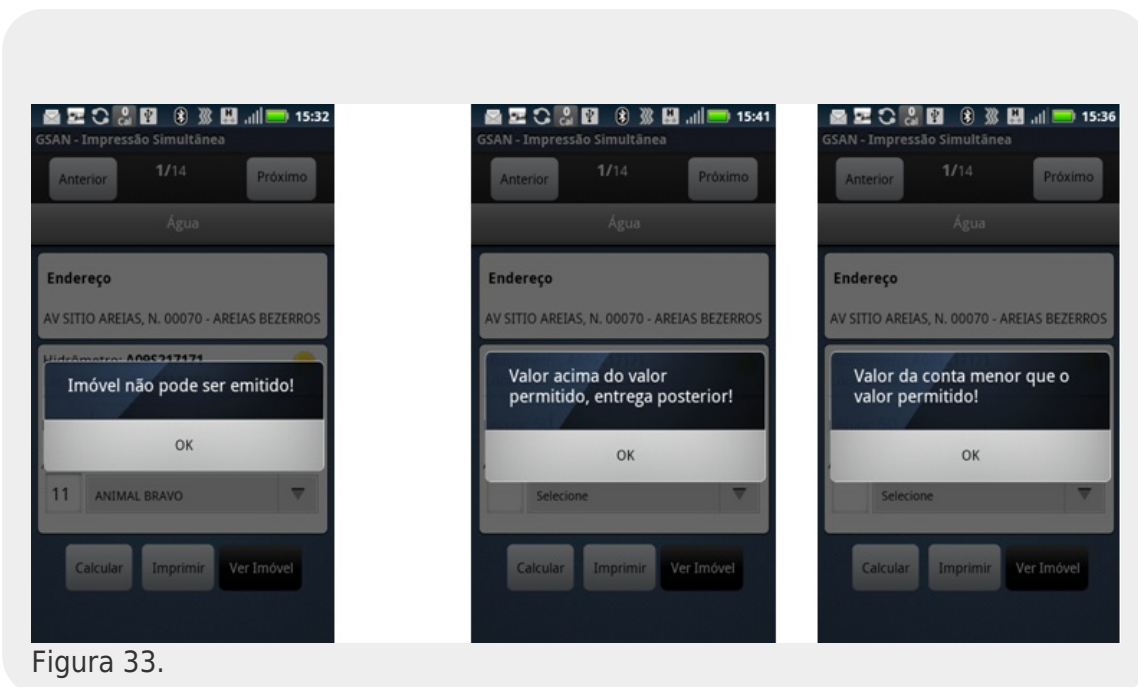 15:32
GSAN - Impressão Simultânea
Anterior
1/14
Próximo
Água
Endereço
AV SITIO AREIAS, N. 00070 - AREIAS BEZERROS
Hidrômetro: A09S217171
Imóvel não pode ser emitido!
OK
11 ANIMAL BRAVO
Calcular
Imprimir
Ver Imóvel
15:41
GSAN - Impressão Simultânea
Anterior
1/14
Próximo
Água
Endereço
AV SITIO AREIAS, N. 00070 - AREIAS BEZERROS
Valor acima do valor
permitido, entrega posterior!
OK
Selecione
Calcular
Imprimir
Ver Imóvel
15:36
GSAN - Impressão Simultânea
Anterior
1/14
Próximo
Água
Endereço
AV SITIO AREIAS, N. 00070 - AREIAS BEZERROS
Valor da conta menor que o
valor permitido!
OK
Selecione
Calcular
Imprimir
Ver Imóvel
Figura 33.